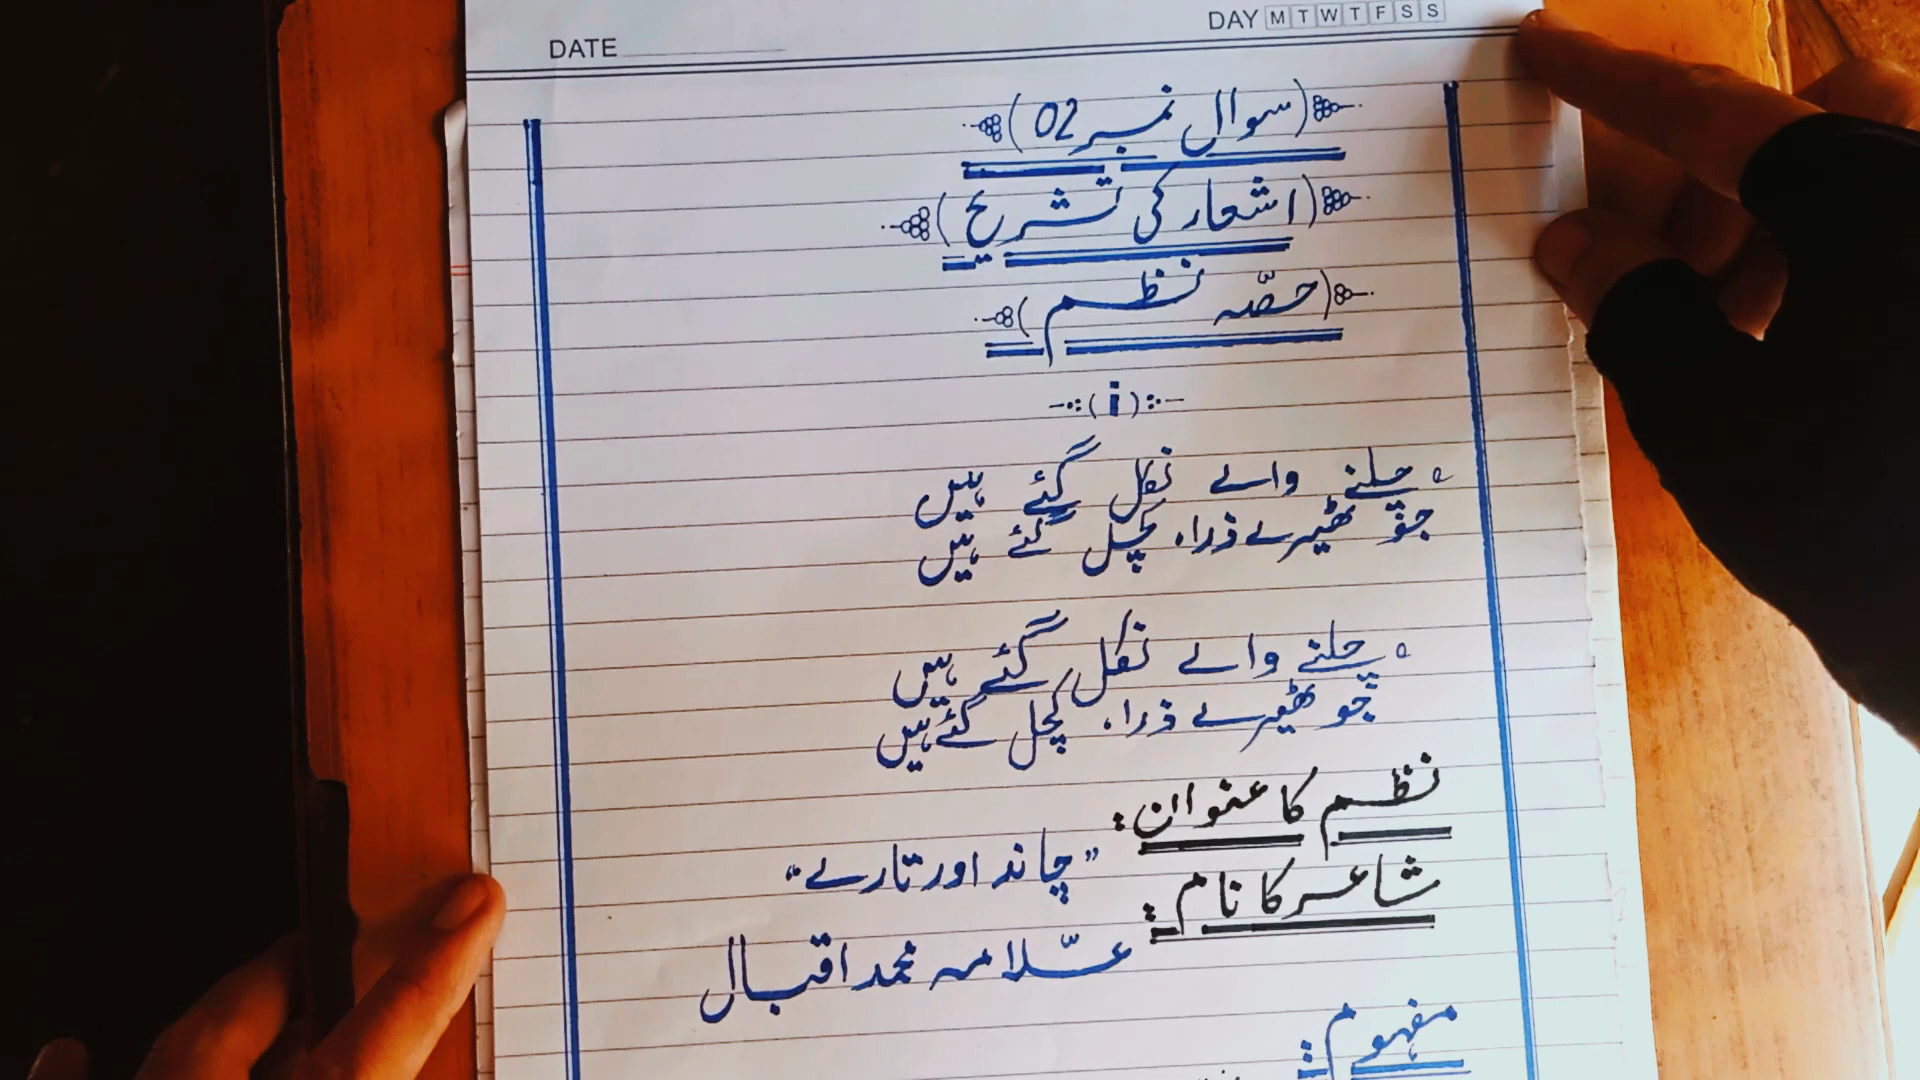 DATE
DAY M T W T F S S
(سوال نمبر 02)
(اشعار کی تشریح)
(حصّہ نظم)
(i)
چلنے والے نکل گئے ہیں
جو ٹھیرے ذرا، کچل گئے ہیں
چلنے والے نکل گئے ہیں
جو ٹھیرے ذرا، کچل گئے ہیں
نظم کا عنوان:
"چاند اور تارے"
شاعر کا نام:
علّامہ محمد اقبال
مفہوم: